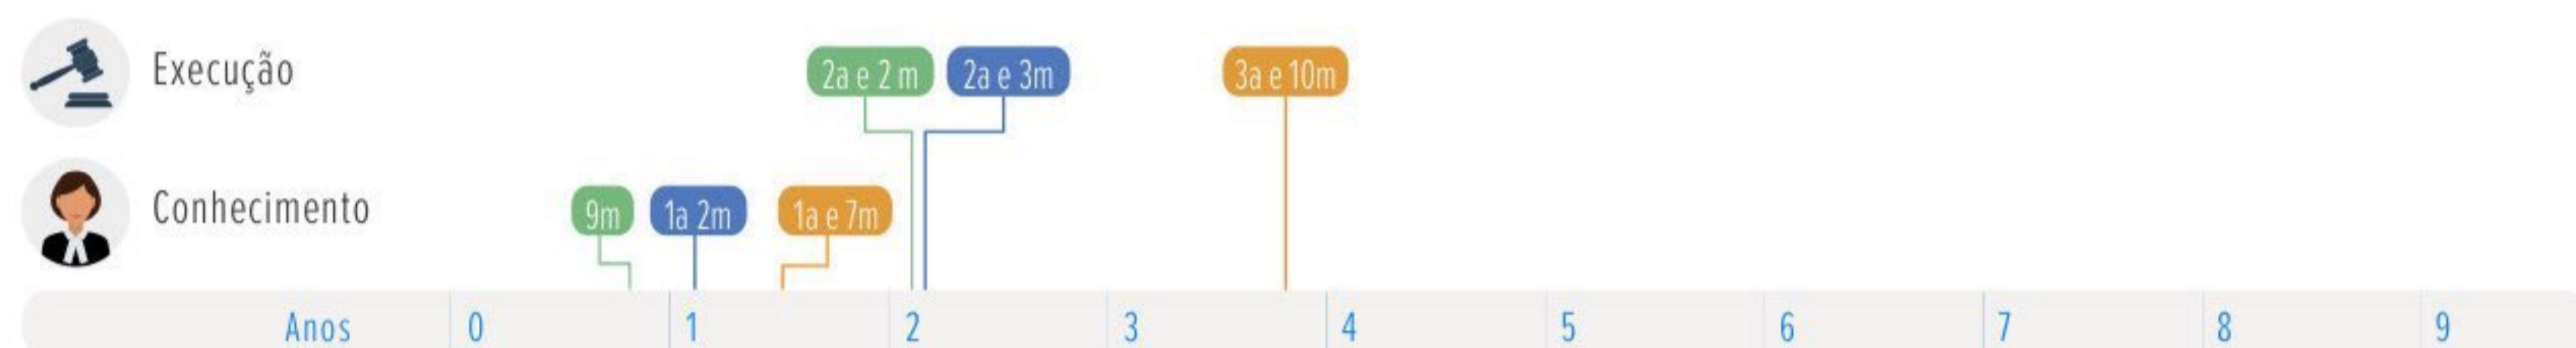 Execução 2a e 2 m 2a e 3m 3a e 10m
Conhecimento 9m 1a 2m 1a e 7m
Anos 0 1 2 3 4 5 6 7 8 9